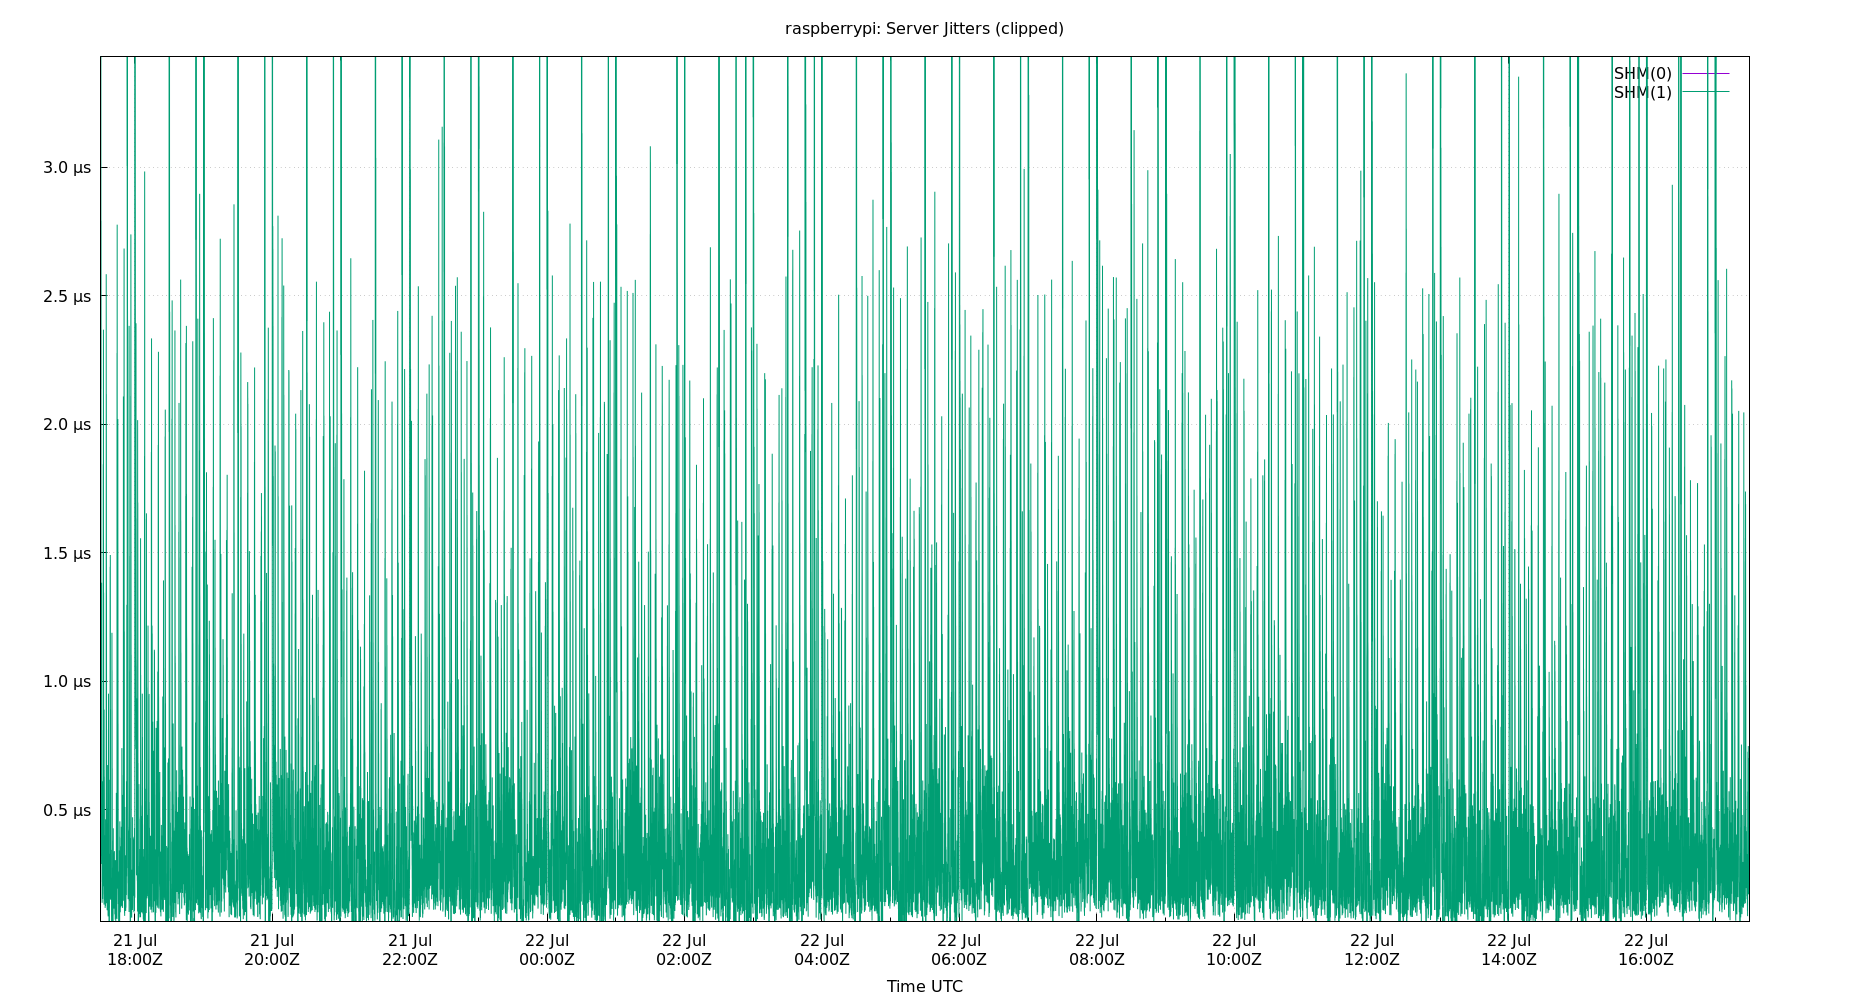 raspberrypi: Server Jitters (clipped)
SHM(0)
SHM(1)
3.0 µs
2.5 µs
2.0 µs
1.5 µs
1.0 µs
0.5 µs
21 Jul 21 Jul 21 Jul 22 Jul 22 Jul 22 Jul 22 Jul 22 Jul 22 Jul 22 Jul 22 Jul 22 Jul
18:00Z 20:00Z 22:00Z 00:00Z 02:00Z 04:00Z 06:00Z 08:00Z 10:00Z 12:00Z 14:00Z 16:00Z
Time UTC